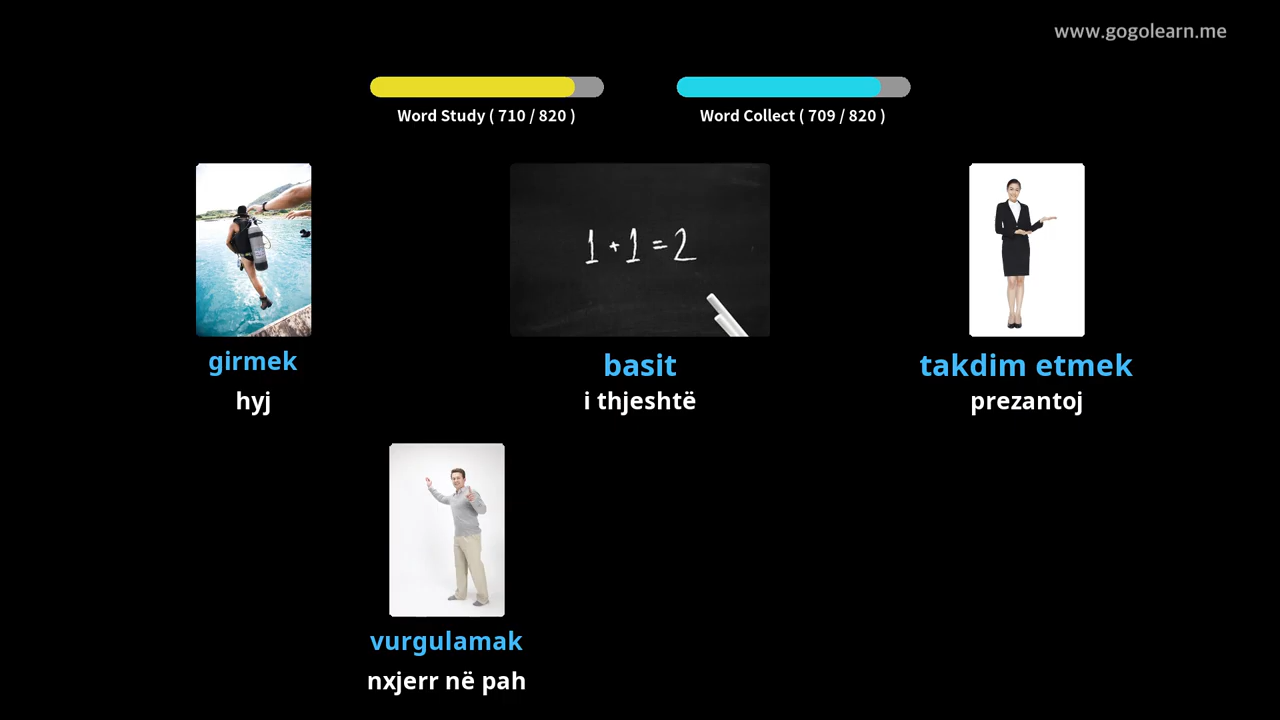 www.gogolearn.me
Word Study ( 710 / 820 )
Word Collect ( 709 / 820 )
1 + 1 = 2
girmek
hyj
basit
i thjeshtë
takdim etmek
prezantoj
vurgulamak
nxjerr në pah